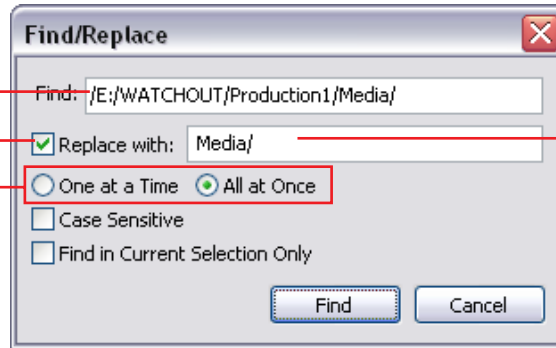 Find/Replace
Find: /E:/WATCHOUT/Production1/Media/
Replace with: Media/
One at a Time All at Once
Case Sensitive
Find in Current Selection Only
Find Cancel